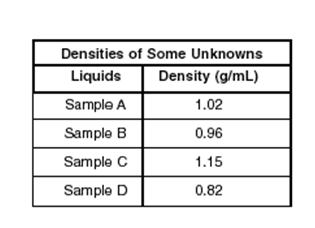 Densities of Some Unknowns
Liquids Density (g/mL)
Sample A 1.02
Sample B 0.96
Sample C 1.15
Sample D 0.82